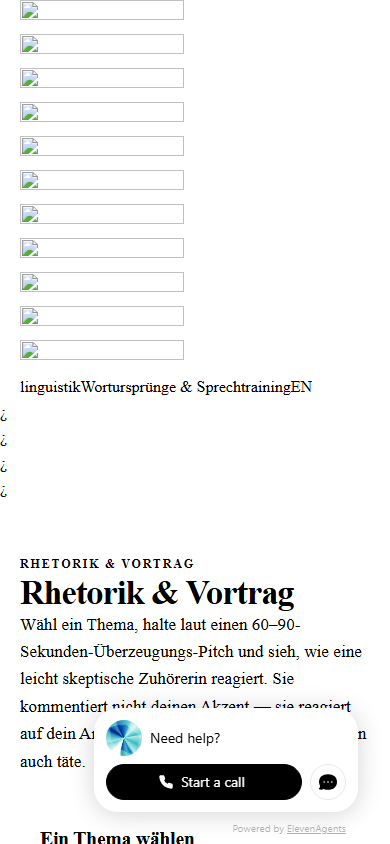 linguistikWortursprünge & SprechtrainingEN
¿
¿
¿
¿
RHETORIK & VORTRAG
Rhetorik & Vortrag
Wähl ein Thema, halte laut einen 60–90-
Sekunden-Überzeugungs-Pitch und sieh, wie eine
leicht skeptische Zuhörerin reagiert. Sie
kommentiert nicht deinen Akzent — sie reagiert
auf dein
auch täte.
Need help?
Start a call
Powered by ElevenAgents
Ein Thema wählen